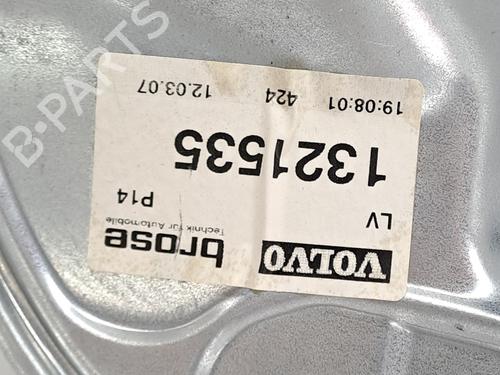 VOLVO
brose
Technik für Automobile
LV
P14
1321535
19:08:01 424 12.03.07
B-PARTS